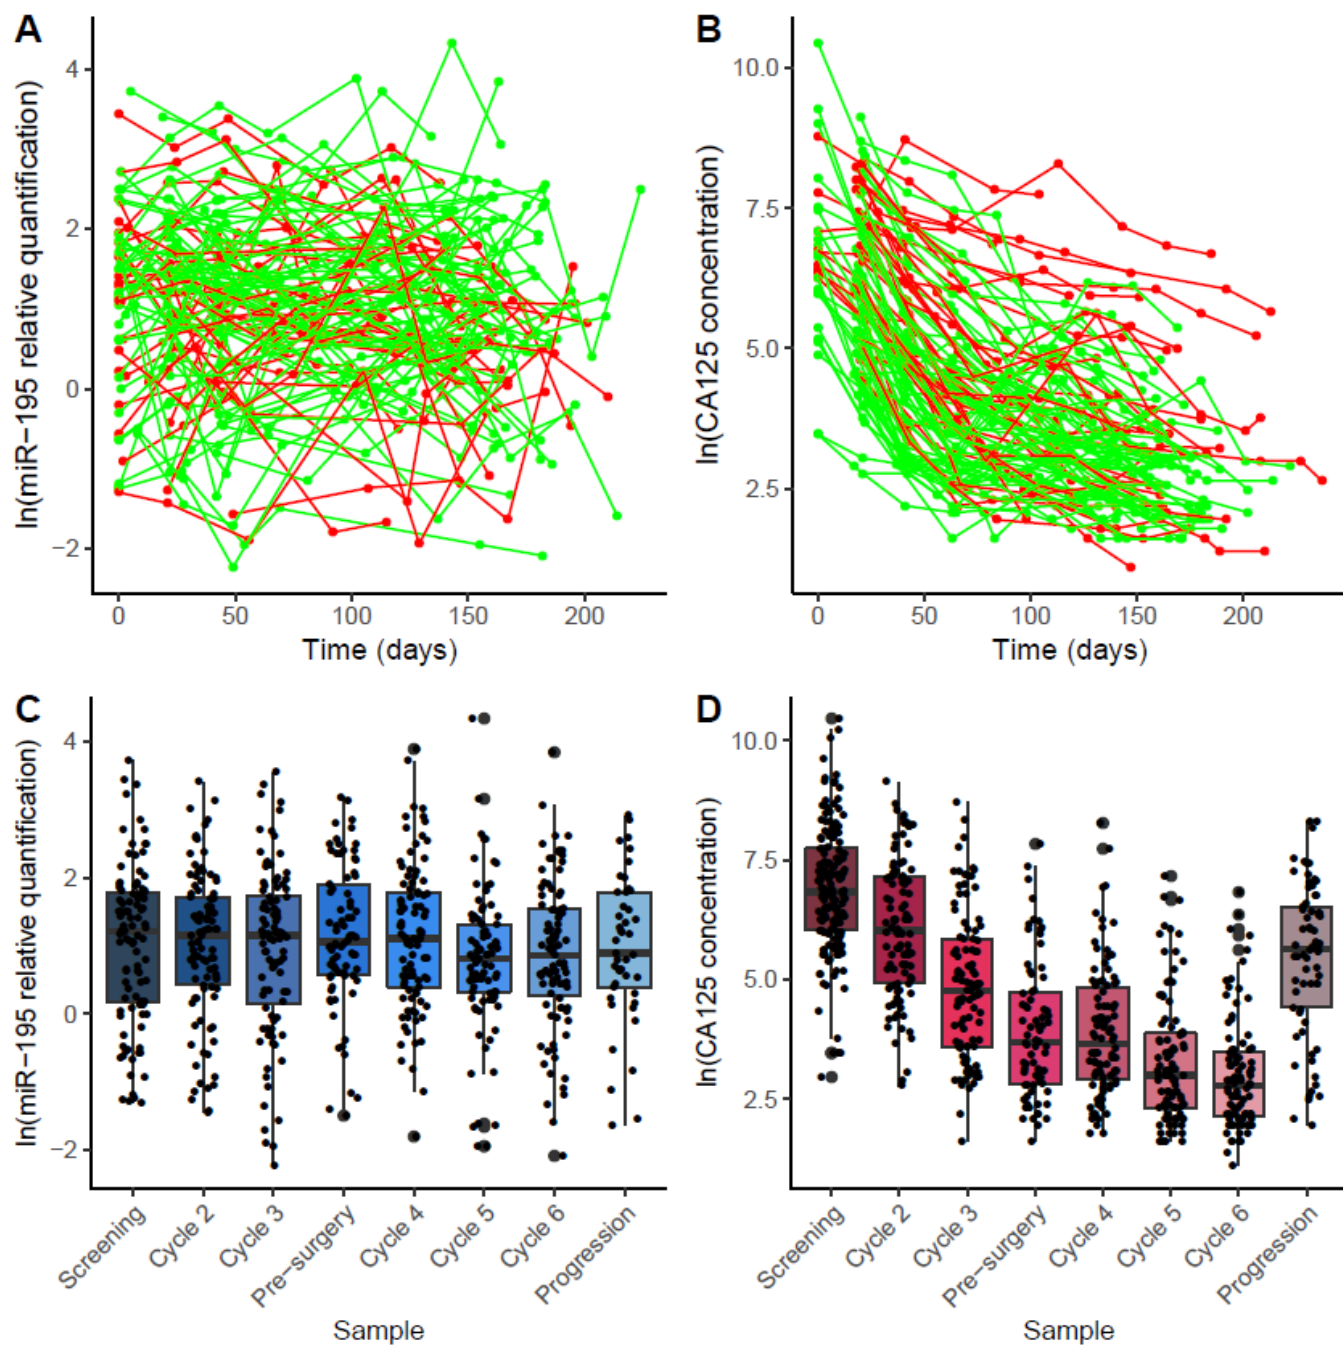 A
ln(miR−195 relative quantification)
4
2
0
−2
0 50 100 150 200
Time (days)
B
ln(CA125 concentration)
10.0
7.5
5.0
2.5
0 50 100 150 200
Time (days)
C
ln(miR−195 relative quantification)
4
2
0
−2
Screening
Cycle 2
Cycle 3
Pre−surgery
Cycle 4
Cycle 5
Cycle 6
Progression
Sample
D
ln(CA125 concentration)
10.0
7.5
5.0
2.5
Screening
Cycle 2
Cycle 3
Pre−surgery
Cycle 4
Cycle 5
Cycle 6
Progression
Sample